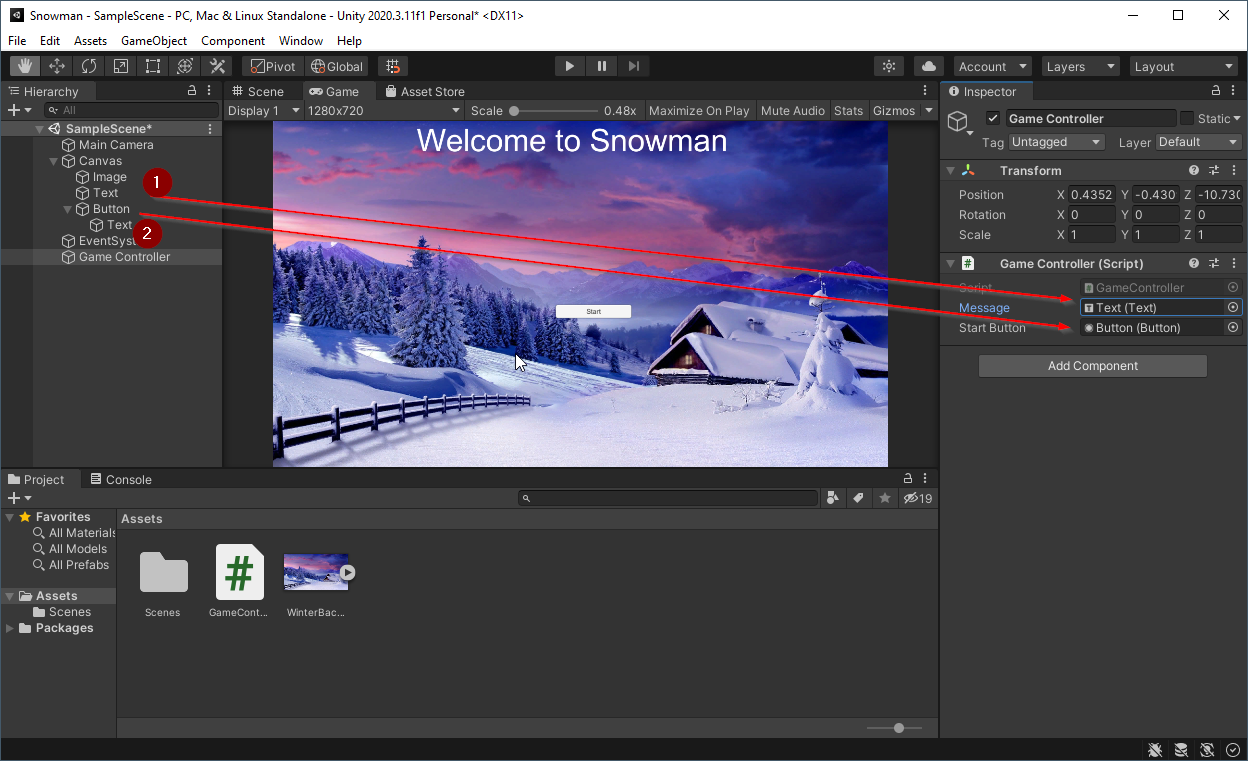 Snowman - SampleScene - PC, Mac & Linux Standalone - Unity 2020.3.11f1 Personal* <DX11>
File Edit Assets GameObject Component Window Help
Pivot Global Account Layers Layout
Hierarchy
All
SampleScene*
Main Camera
Canvas
Image
Text
Button
Text
EventSyst
Game Controller
1
2
Scene Game Asset Store
Display 1 1280x720 Scale 0.48x Maximize On Play Mute Audio Stats Gizmos
Welcome to Snowman
Start
Inspector
Game Controller Static
Tag Untagged Layer Default
Transform
Position X 0.4352 Y -0.430 Z -10.730
Rotation X 0 Y 0 Z 0
Scale X 1 Y 1 Z 1
Game Controller (Script)
Script GameController
Message Text (Text)
Start Button Button (Button)
Add Component
Project Console
19
Favorites
All Materials
All Models
All Prefabs
Assets
Scenes
Packages
Assets
Scenes GameCont... WinterBac...